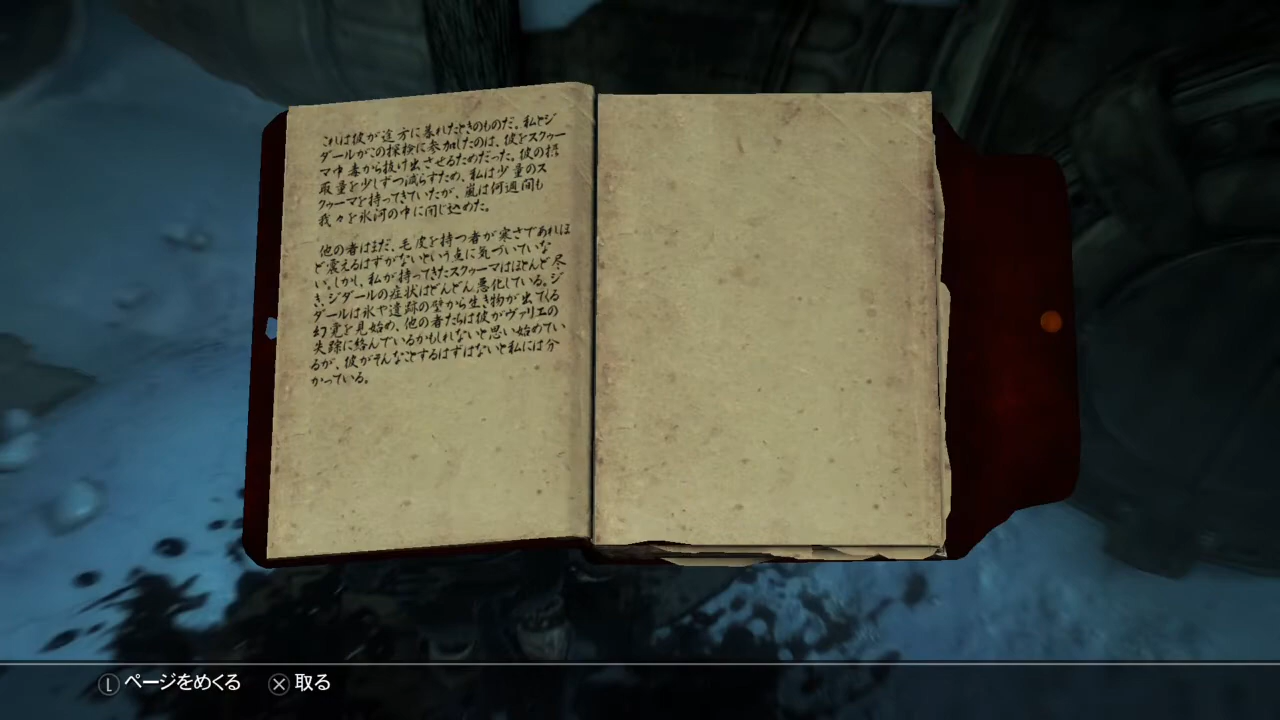 これは彼が途方に暮れたときのものだ。私とジ
ダールがこの探検に参加したのは、彼をスクゥー
マ中毒から抜け出させるためだった。彼の摂
取量を少しずつ減らすため、私は少量のス
クゥーマを持ってきていたが、嵐は何週間も
我々を氷河の中に閉じ込めた。
他の者はまだ、毛皮を持つ者が寒さであれほ
ど震えるはずがないという点に気づいていな
い。しかし、私が持ってきたスクゥーマはほとんど尽
き、ジダールの症状はどんどん悪化している。ジ
ダールは氷や遺跡の壁から生き物が出てくる
幻覚を見始め、他の者たちは彼がヴァリエの
失踪に絡んでいるかもしれないと思い始めてい
るが、彼がそんなことするはずはないと私には分
かっている。
Ⓛ ページをめくる ⓧ 取る